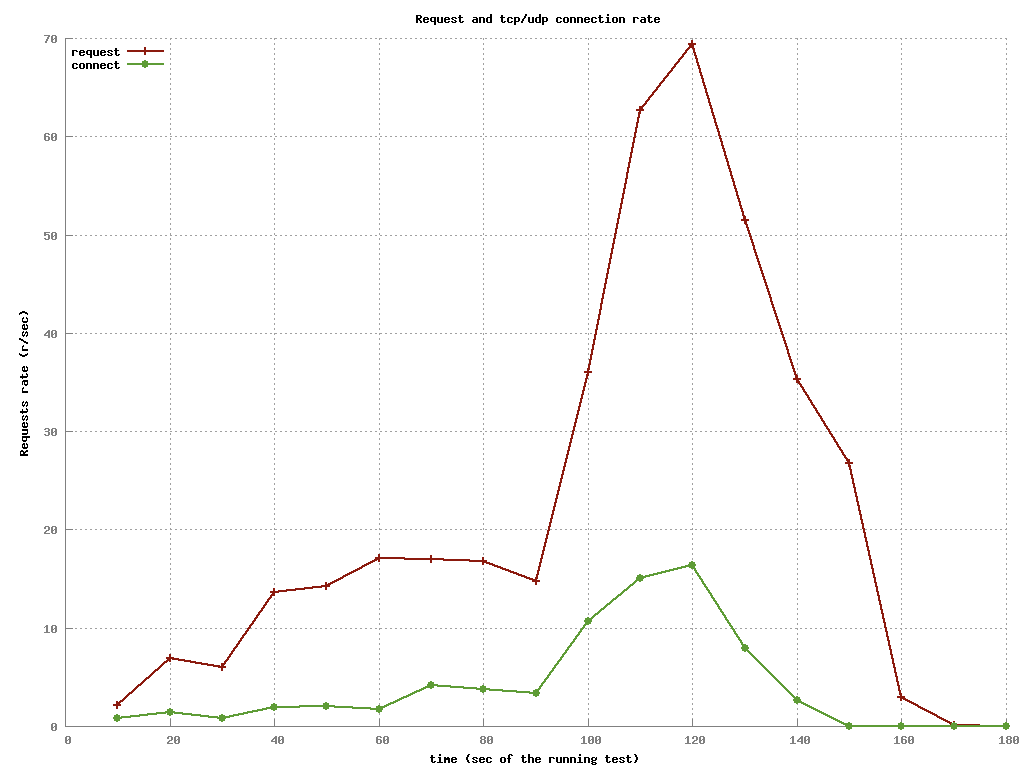 Request and tcp/udp connection rate
request
connect
Requests rate (r/sec)
70
60
50
40
30
20
10
0
0 20 40 60 80 100 120 140 160 180
time (sec of the running test)